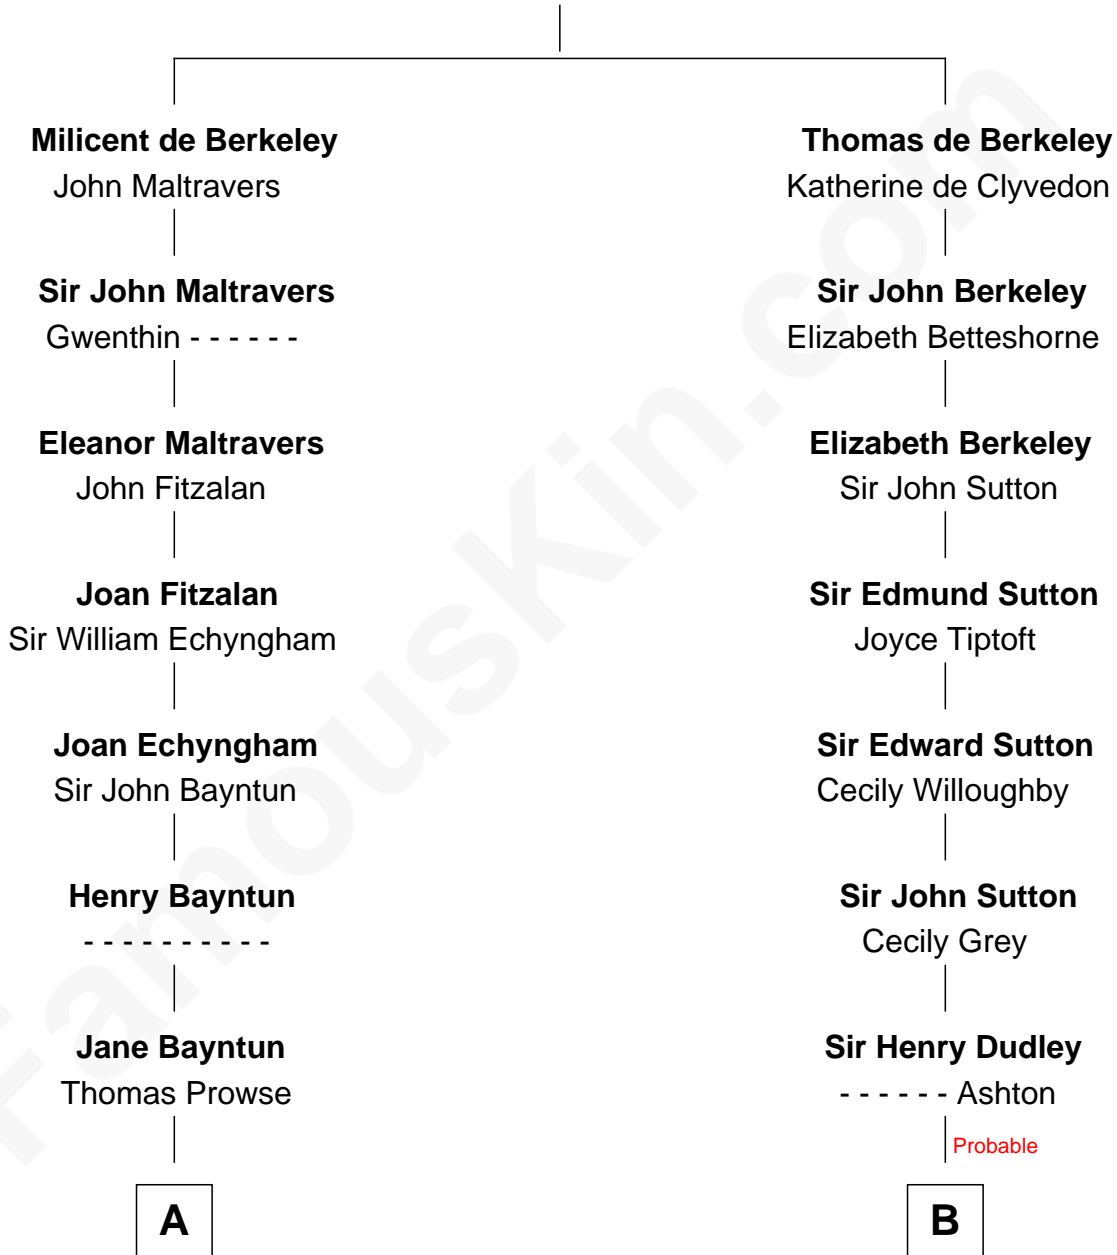 Milicent de Berkeley
John Maltravers
Sir John Maltravers
Gwenthin - - - - - -
Eleanor Maltravers
John Fitzalan
Joan Fitzalan
Sir William Echyngham
Joan Echyngham
Sir John Bayntun
Henry Bayntun
- - - - - - - - - -
Jane Bayntun
Thomas Prowse
A
Thomas de Berkeley
Katherine de Clyvedon
Sir John Berkeley
Elizabeth Betteshorne
Elizabeth Berkeley
Sir John Sutton
Sir Edmund Sutton
Joyce Tiptoft
Sir Edward Sutton
Cecily Willoughby
Sir John Sutton
Cecily Grey
Sir Henry Dudley
- - - - - - Ashton
Probable
B
FamousKin.com